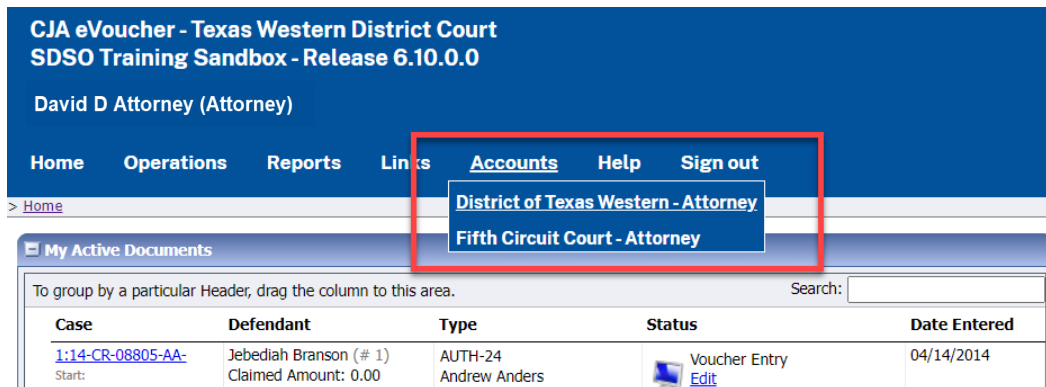 CJA eVoucher - Texas Western District Court
SDSO Training Sandbox - Release 6.10.0.0
David D Attorney (Attorney)
Home Operations Reports Links Accounts Help Sign out
District of Texas Western - Attorney
Fifth Circuit Court - Attorney
> Home
My Active Documents
To group by a particular Header, drag the column to this area. Search:
Case Defendant Type Status Date Entered
1:14-CR-08805-AA- Jebediah Branson (# 1) AUTH-24 Voucher Entry 04/14/2014
Start: Claimed Amount: 0.00 Andrew Anders Edit